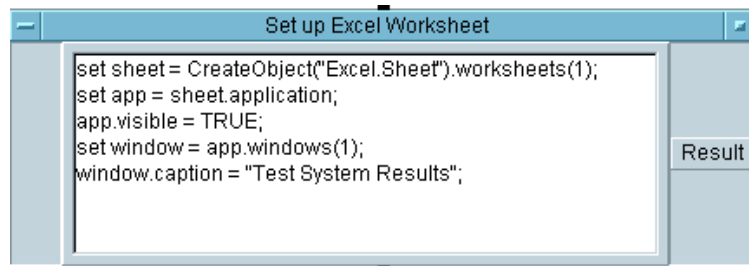 Set up Excel Worksheet
set sheet = CreateObject("Excel.Sheet").worksheets(1);
set app = sheet.application;
app.visible = TRUE;
set window = app.windows(1);
window.caption = "Test System Results";
Result